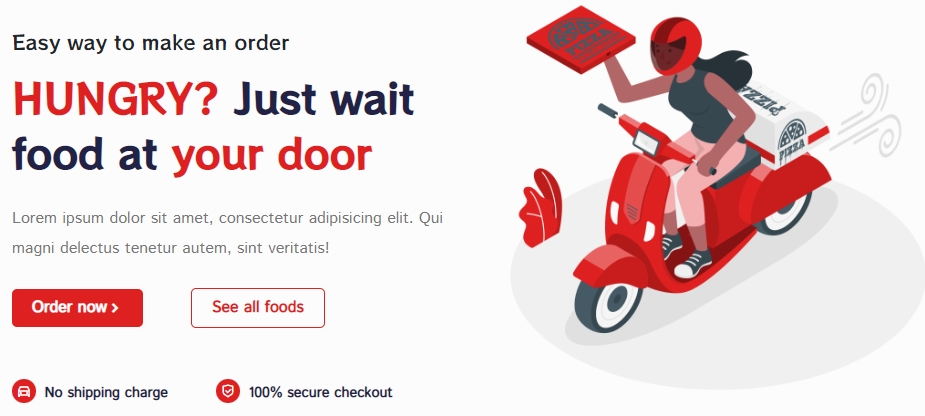 Easy way to make an order
HUNGRY? Just wait
food at your door
Lorem ipsum dolor sit amet, consectetur adipisicing elit. Qui
magni delectus tenetur autem, sint veritatis!
Order now >
See all foods
No shipping charge
100% secure checkout
PIZZA
PIZZA
PIZZA